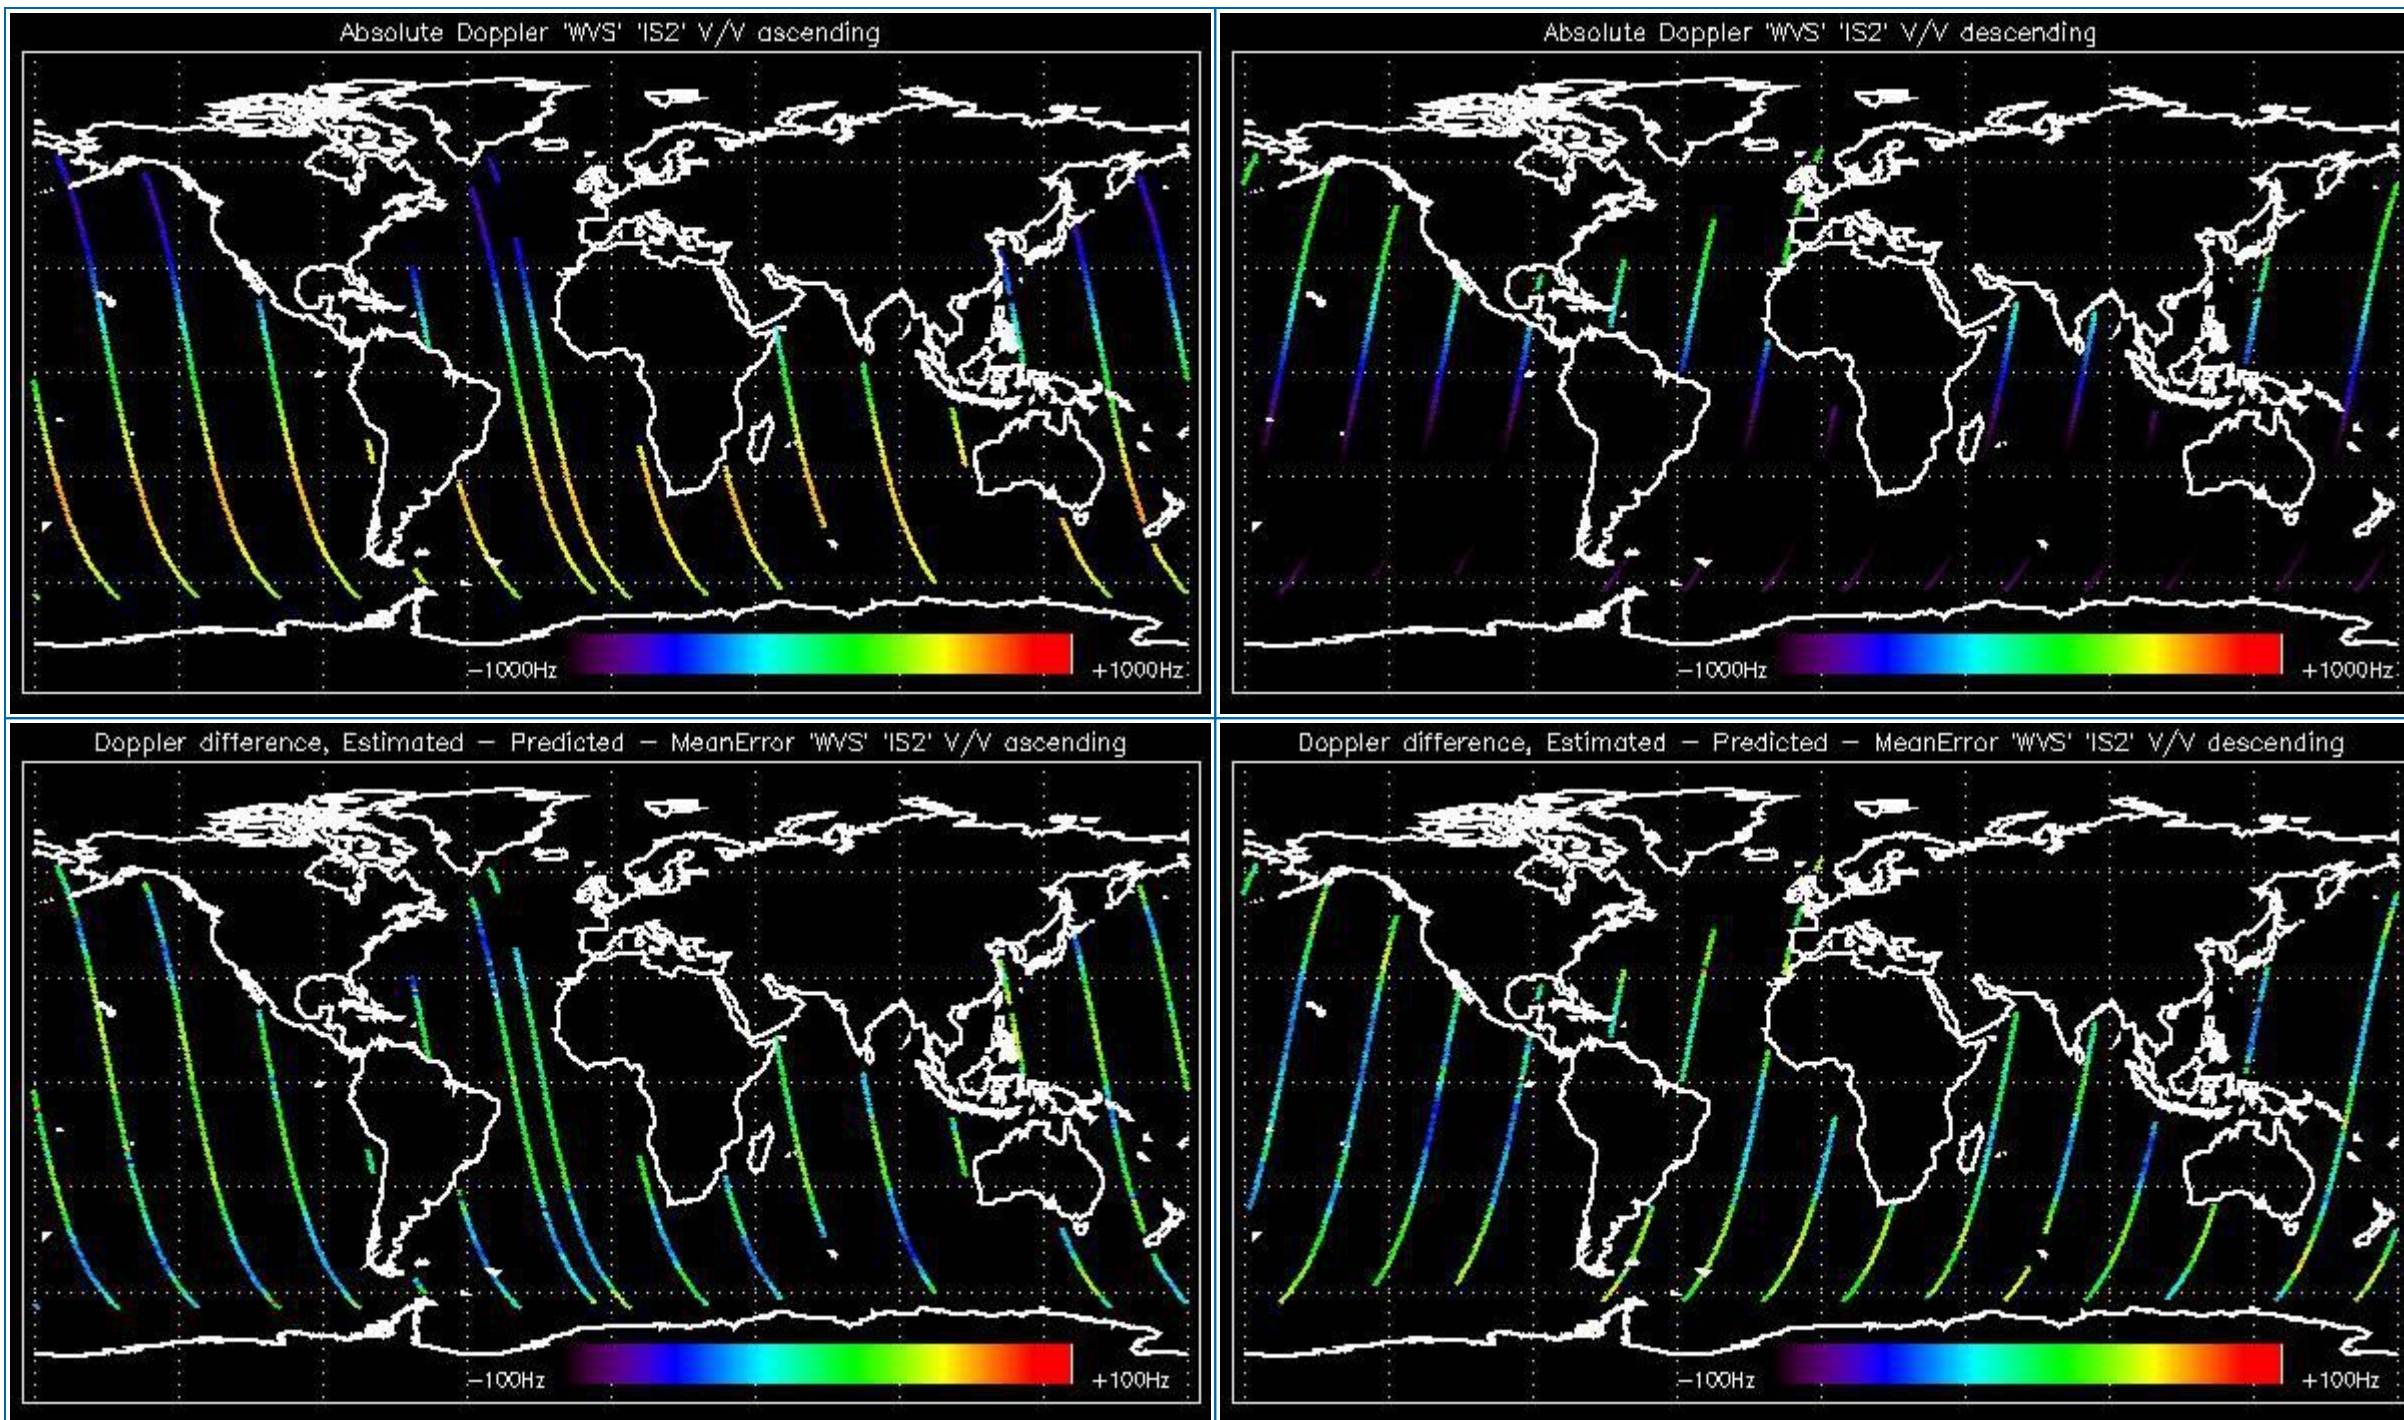 Absolute Doppler 'WVS' 'IS2' V/V ascending
-1000Hz
+1000Hz
Absolute Doppler 'WVS' 'IS2' V/V descending
-1000Hz
+1000Hz
Doppler difference, Estimated - Predicted - MeanError 'WVS' 'IS2' V/V ascending
-100Hz
+100Hz
Doppler difference, Estimated - Predicted - MeanError 'WVS' 'IS2' V/V descending
-100Hz
+100Hz